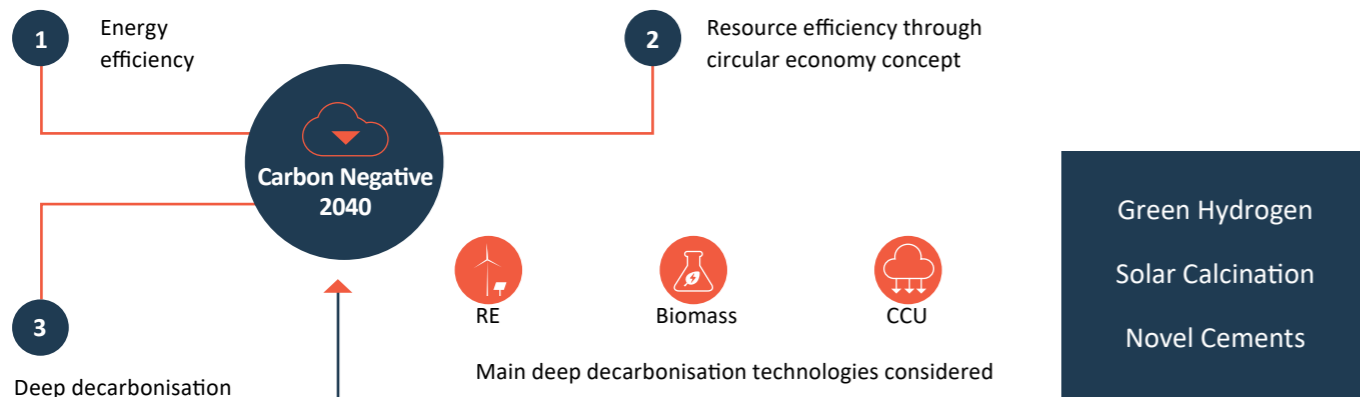 1
Energy
efficiency
2
Resource efficiency through
circular economy concept
Carbon Negative
2040
3
Deep decarbonisation
RE
Biomass
CCU
Main deep decarbonisation technologies considered
Green Hydrogen
Solar Calcination
Novel Cements